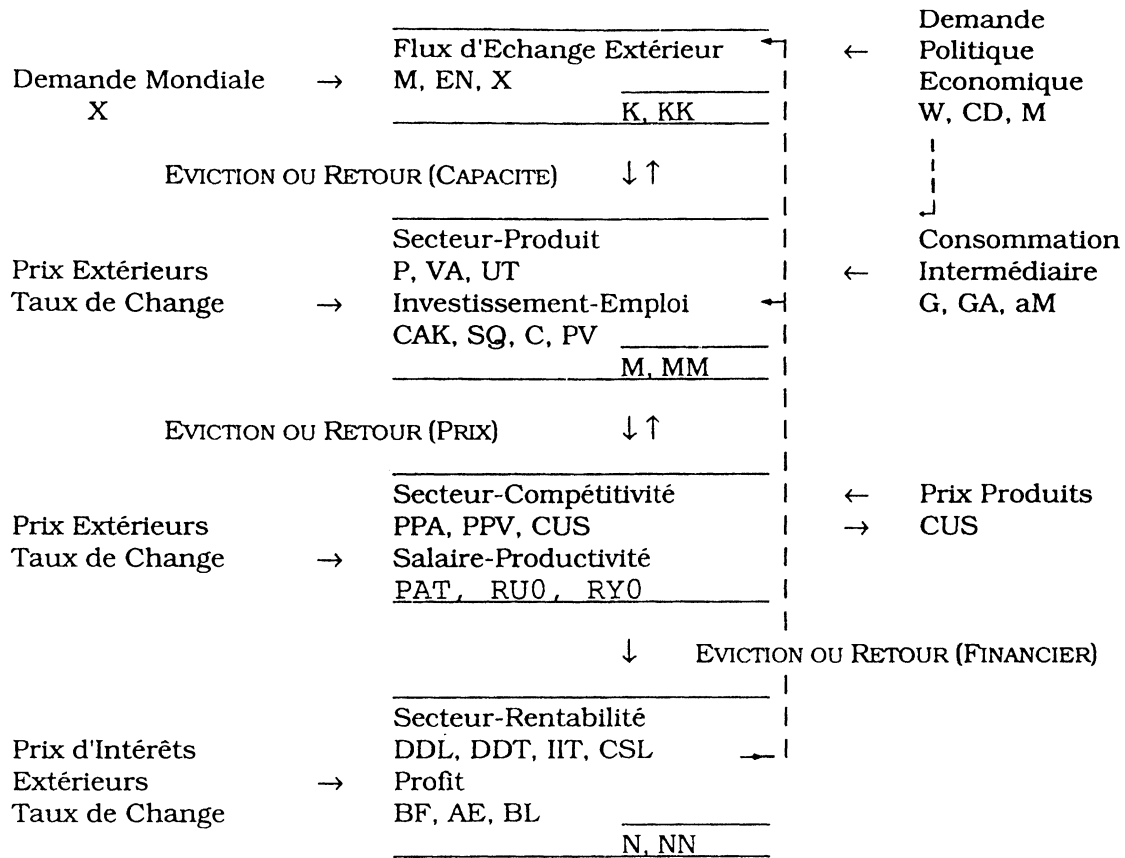 Demande
Flux d'Echange Extérieur ← Politique
Demande Mondiale → M, EN, X Economique
X K, KK W, CD, M
EVICTION OU RETOUR (CAPACITE) ↓↑
Secteur-Produit Consommation
Prix Extérieurs P, VA, UT ← Intermédiaire
Taux de Change → Investissement-Emploi G, GA, aM
CAK, SQ, C, PV
M, MM
EVICTION OU RETOUR (PRIX) ↓↑
Secteur-Compétitivité ← Prix Produits
Prix Extérieurs PPA, PPV, CUS → CUS
Taux de Change → Salaire-Productivité
PAT, RU0, RY0
↓ EVICTION OU RETOUR (FINANCIER)
Secteur-Rentabilité
Prix d'Intérêts DDL, DDT, IIT, CSL
Extérieurs → Profit
Taux de Change BF, AE, BL
N, NN